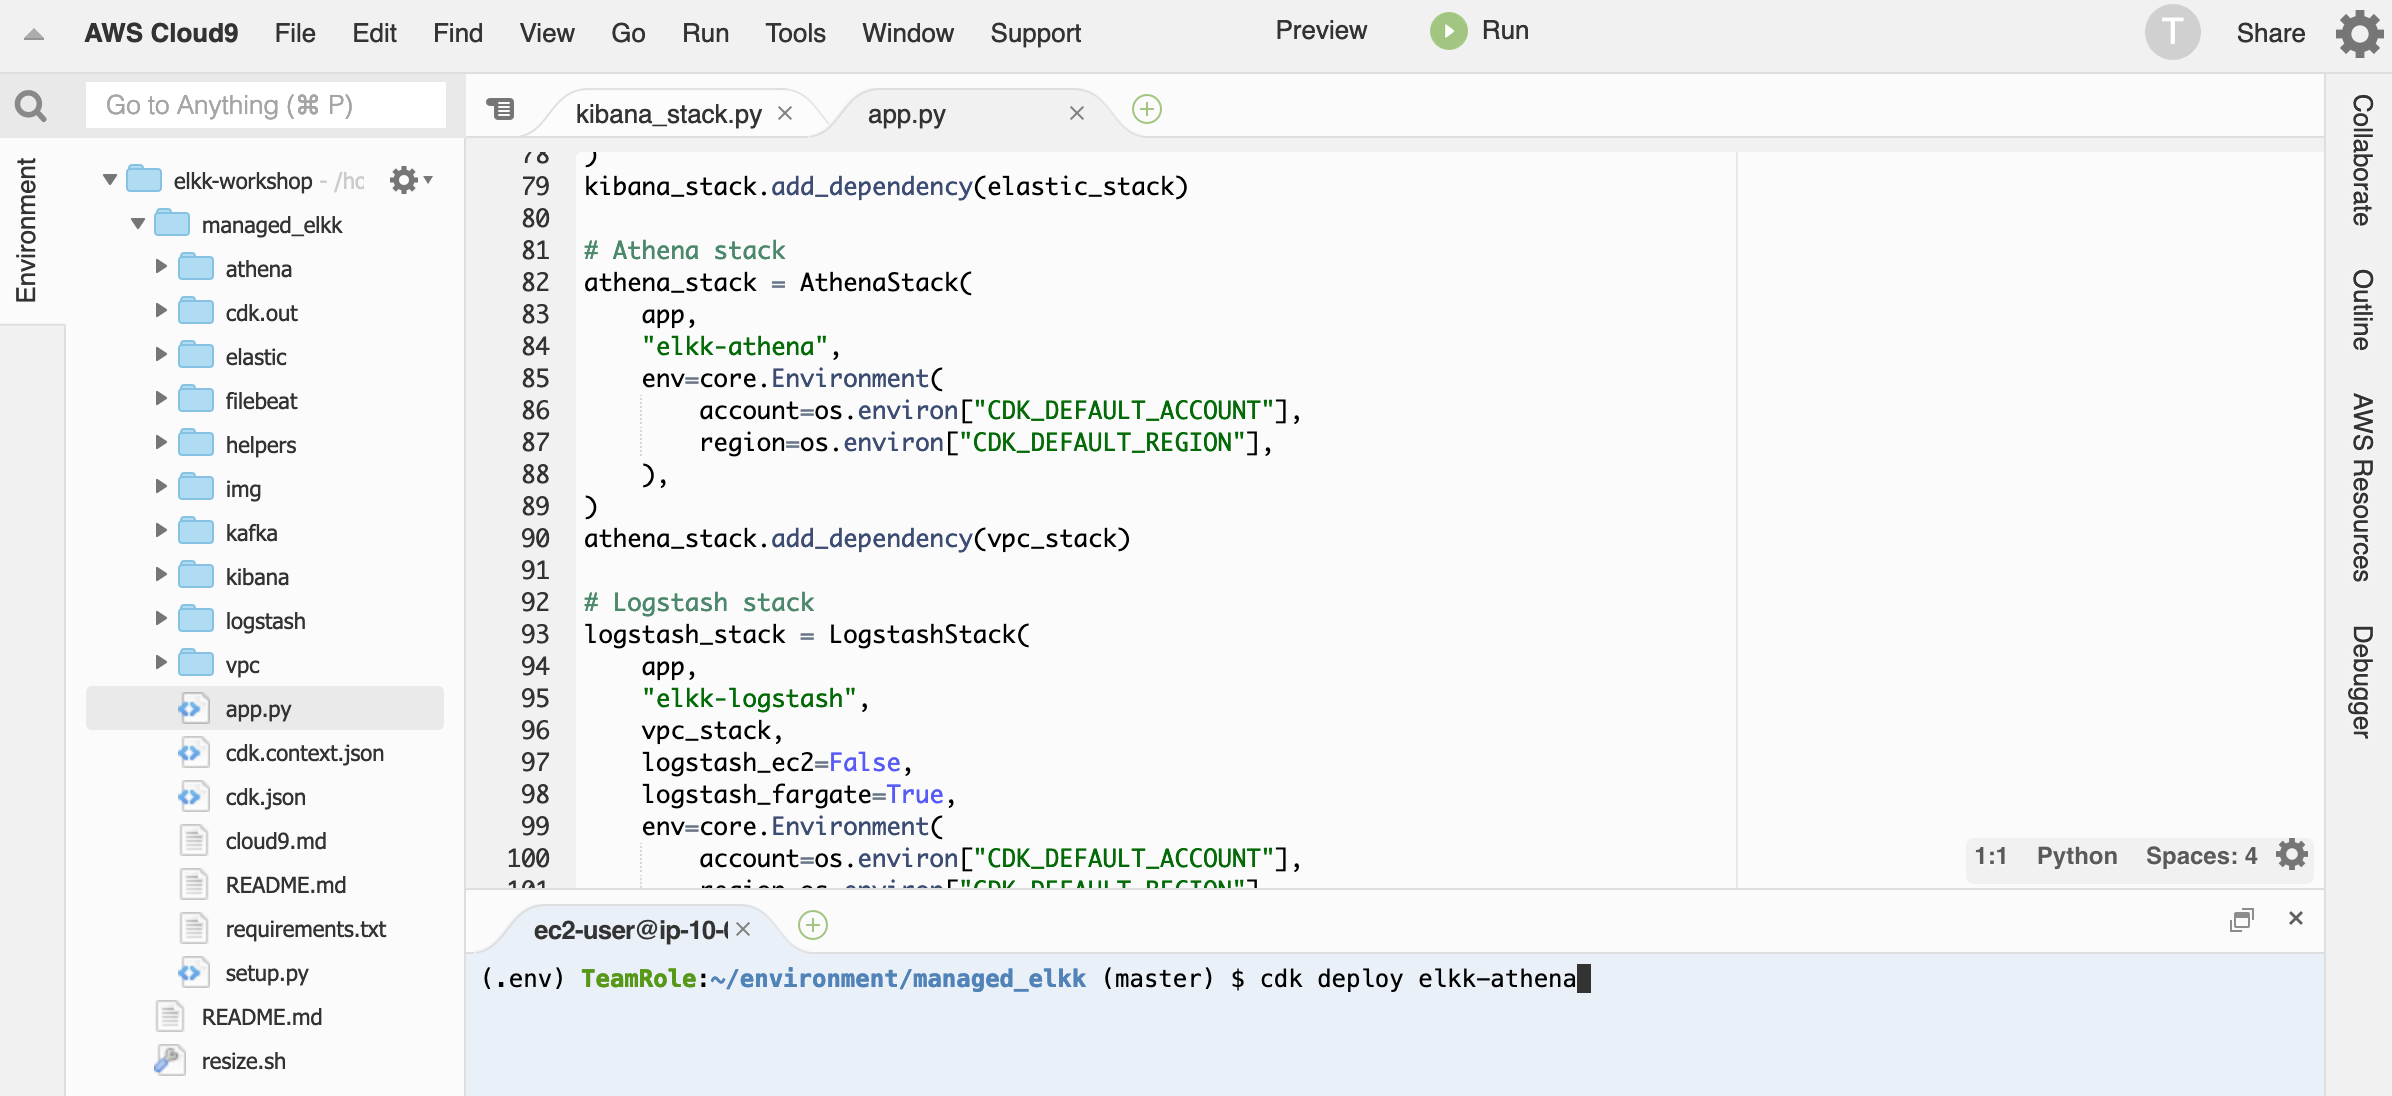 AWS Cloud9 File Edit Find View Go Run Tools Window Support Preview Run T Share
Go to Anything (⌘ P)
kibana_stack.py
app.py
Environment
elkk-workshop - /ho
managed_elkk
athena
cdk.out
elastic
filebeat
helpers
img
kafka
kibana
logstash
vpc
app.py
cdk.context.json
cdk.json
cloud9.md
README.md
requirements.txt
setup.py
README.md
resize.sh
78 )
79 kibana_stack.add_dependency(elastic_stack)
80
81 # Athena stack
82 athena_stack = AthenaStack(
83     app,
84     "elkk-athena",
85     env=core.Environment(
86         account=os.environ["CDK_DEFAULT_ACCOUNT"],
87         region=os.environ["CDK_DEFAULT_REGION"],
88     ),
89 )
90 athena_stack.add_dependency(vpc_stack)
91
92 # Logstash stack
93 logstash_stack = LogstashStack(
94     app,
95     "elkk-logstash",
96     vpc_stack,
97     logstash_ec2=False,
98     logstash_fargate=True,
99     env=core.Environment(
100         account=os.environ["CDK_DEFAULT_ACCOUNT"],
101         region=os.environ["CDK_DEFAULT_REGION"]
1:1 Python Spaces: 4
ec2-user@ip-10-
(.env) TeamRole:~/environment/managed_elkk (master) $ cdk deploy elkk-athena
Collaborate
Outline
AWS Resources
Debugger